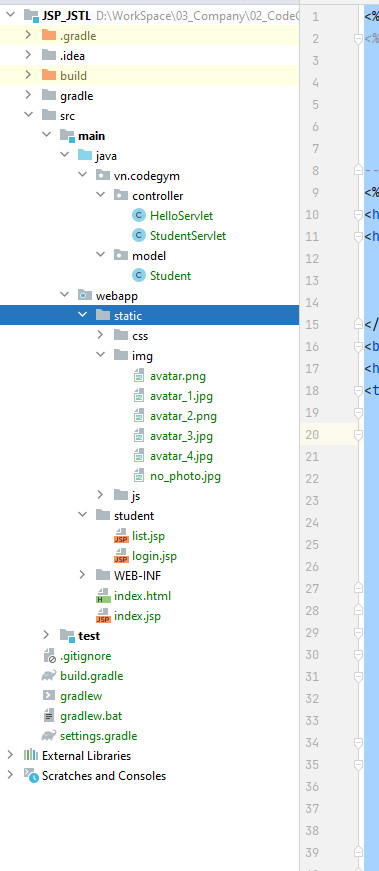 JSP_JSTL D:\WorkSpace\03_Company\02_Code
.gradle
.idea
build
gradle
src
main
java
vn.codegym
controller
HelloServlet
StudentServlet
model
Student
webapp
static
css
img
avatar.png
avatar_1.jpg
avatar_2.png
avatar_3.jpg
avatar_4.jpg
no_photo.jpg
js
student
list.jsp
login.jsp
WEB-INF
index.html
index.jsp
test
.gitignore
build.gradle
gradlew
gradlew.bat
settings.gradle
External Libraries
Scratches and Consoles
1 <%
2 <%
3
4
5
6
7
8 --
9 <%
10 <h
11 <h
12
13
14
15 </
16 <b
17 <h
18 <t
19
20
21
22
23
24
25
26
27
28
29
30
31
32
33
34
35
36
37
38
39